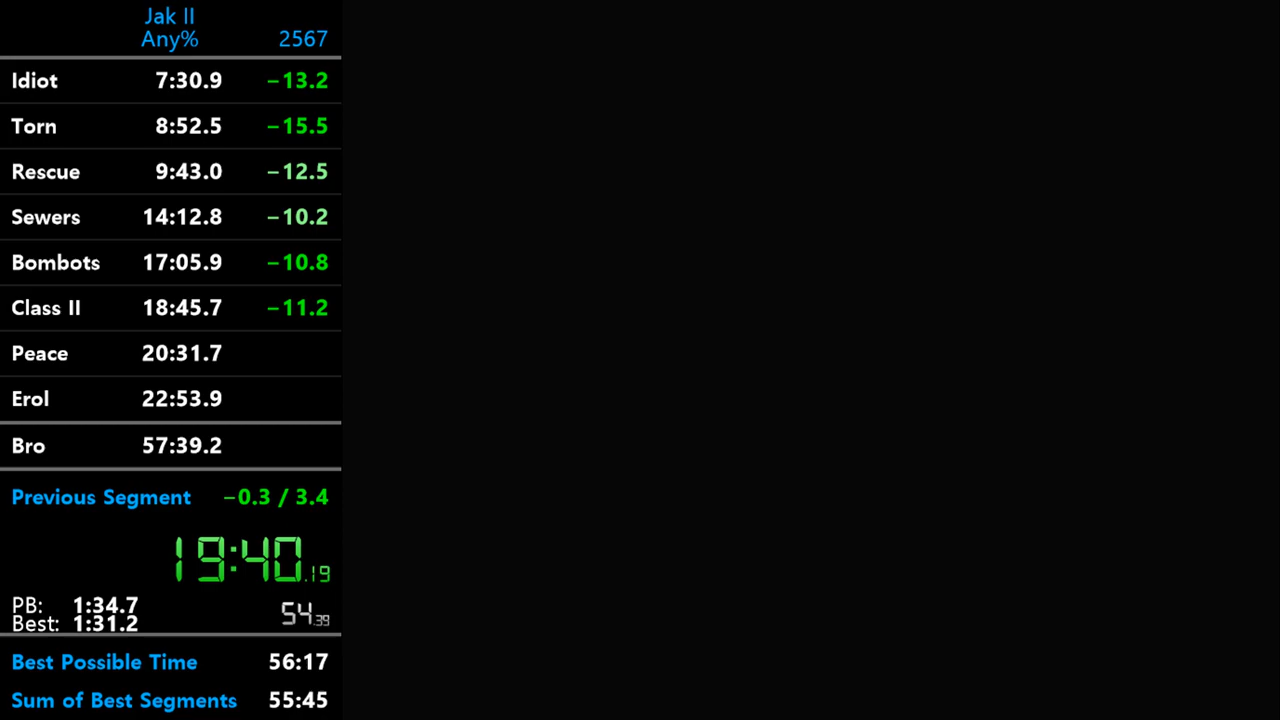 Jak II
Any% 2567
Idiot 7:30.9 −13.2
Torn 8:52.5 −15.5
Rescue 9:43.0 −12.5
Sewers 14:12.8 −10.2
Bombots 17:05.9 −10.8
Class II 18:45.7 −11.2
Peace 20:31.7
Erol 22:53.9
Bro 57:39.2
Previous Segment −0.3 / 3.4
19:40.19
PB: 1:34.7 54.39
Best: 1:31.2
Best Possible Time 56:17
Sum of Best Segments 55:45